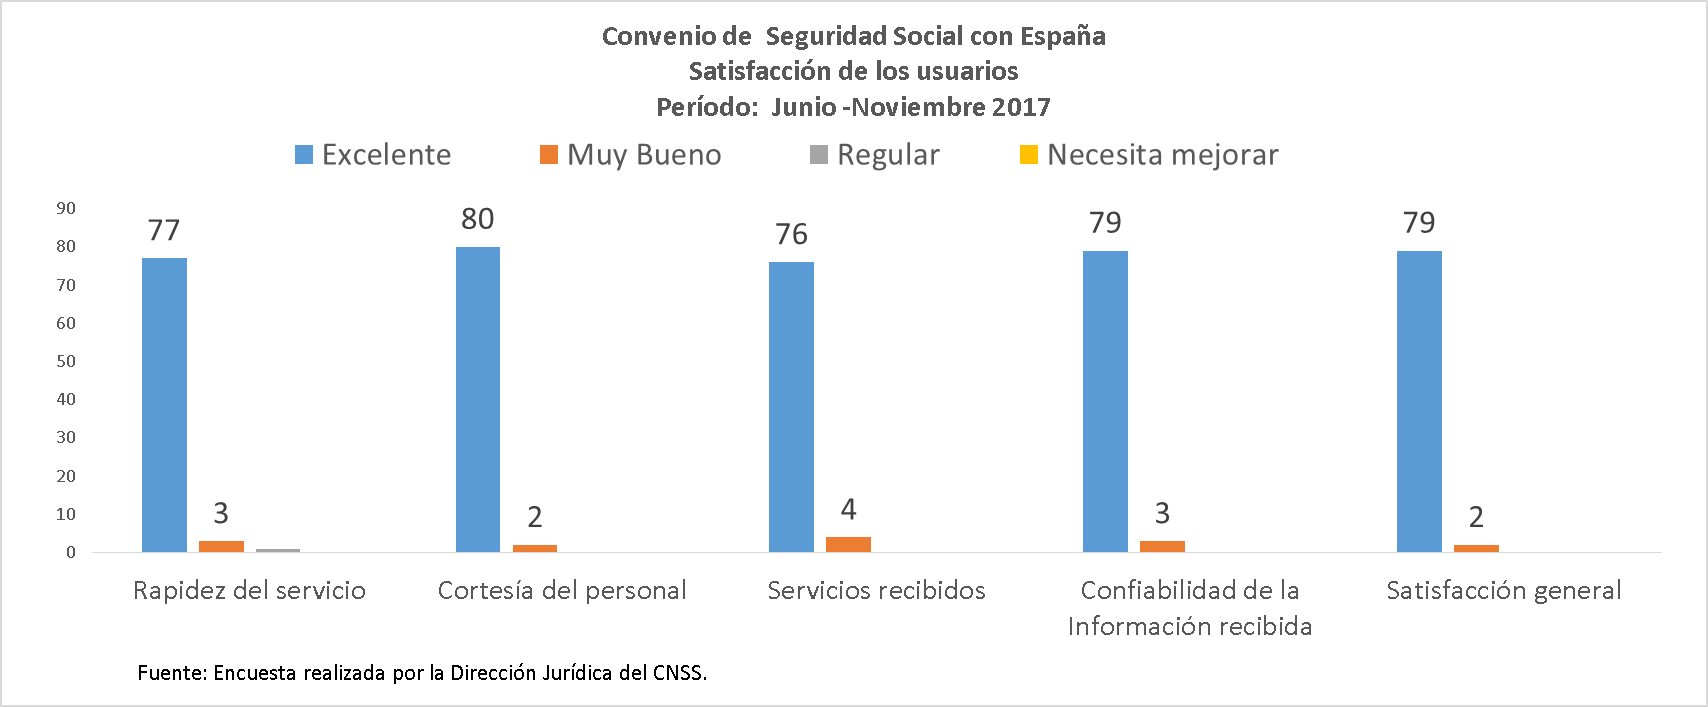 Convenio de  Seguridad Social con España
Satisfacción de los usuarios
Período:  Junio -Noviembre 2017
Excelente Muy Bueno Regular Necesita mejorar
90
80
70
60
50
40
30
20
10
0
77 80 76 79 79
3 2 4 3 2
Rapidez del servicio Cortesía del personal Servicios recibidos Confiabilidad de la Satisfacción general
Información recibida
Fuente: Encuesta realizada por la Dirección Jurídica del CNSS.